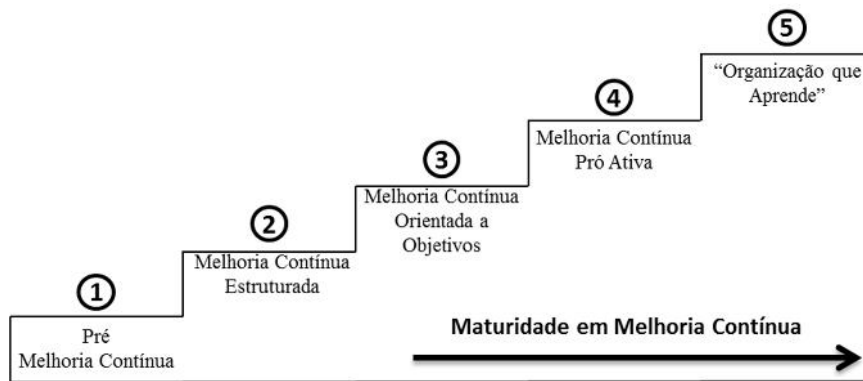 1
Pré
Melhoria Contínua
2
Melhoria Contínua
Estruturada
3
Melhoria Contínua
Orientada a
Objetivos
4
Melhoria Contínua
Pró Ativa
5
“Organização que
Aprende”
Maturidade em Melhoria Contínua